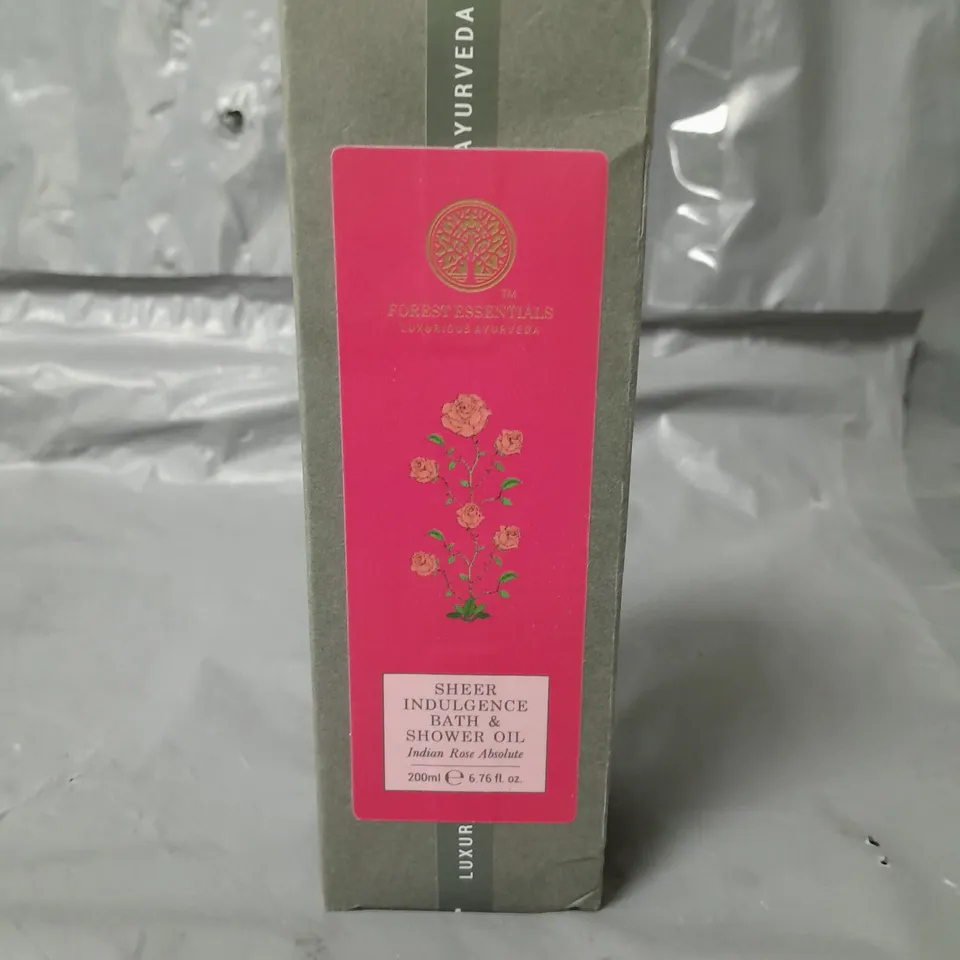 AYURVEDA
TM
FOREST ESSENTIALS
LUXURIOUS AYURVEDA
SHEER
INDULGENCE
BATH &
SHOWER OIL
Indian Rose Absolute
200ml ℮ 6.76 fl. oz.
LUXUR